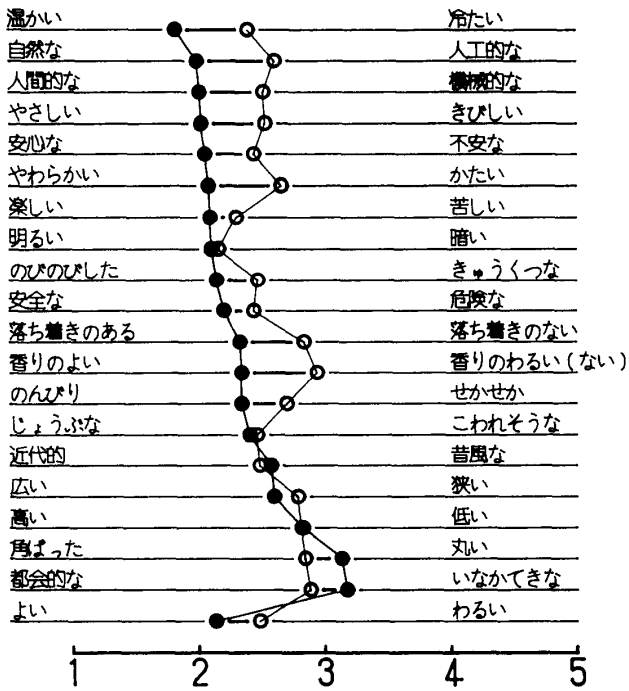 温かい 冷たい
自然な 人工的な
人間的な 機械的な
やさしい きびしい
安心な 不安な
やわらかい かたい
楽しい 苦しい
明るい 暗い
のびのびした きゅうくつな
安全な 危険な
落ち着きのある 落ち着きのない
香りのよい 香りのわるい(ない)
のんびり せかせか
じょうぶな こわれそうな
近代的 昔風な
広い 狭い
高い 低い
角ばった 丸い
都会的な いなかてきな
よい わるい
1 2 3 4 5